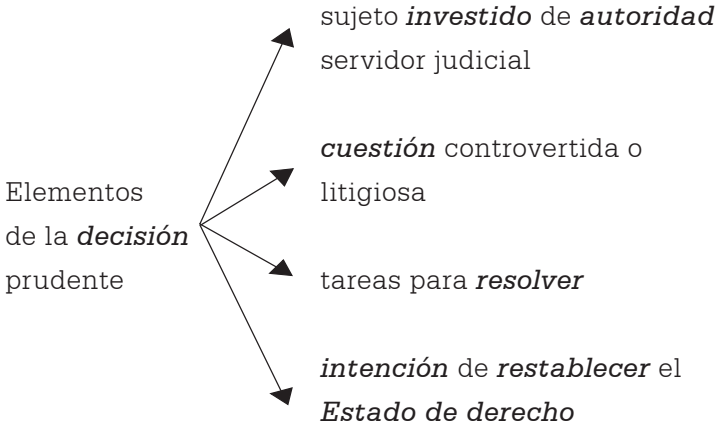 sujeto investido de autoridad
servidor judicial
cuestión controvertida o
litigiosa
Elementos
de la decisión
prudente
tareas para resolver
intención de restablecer el
Estado de derecho